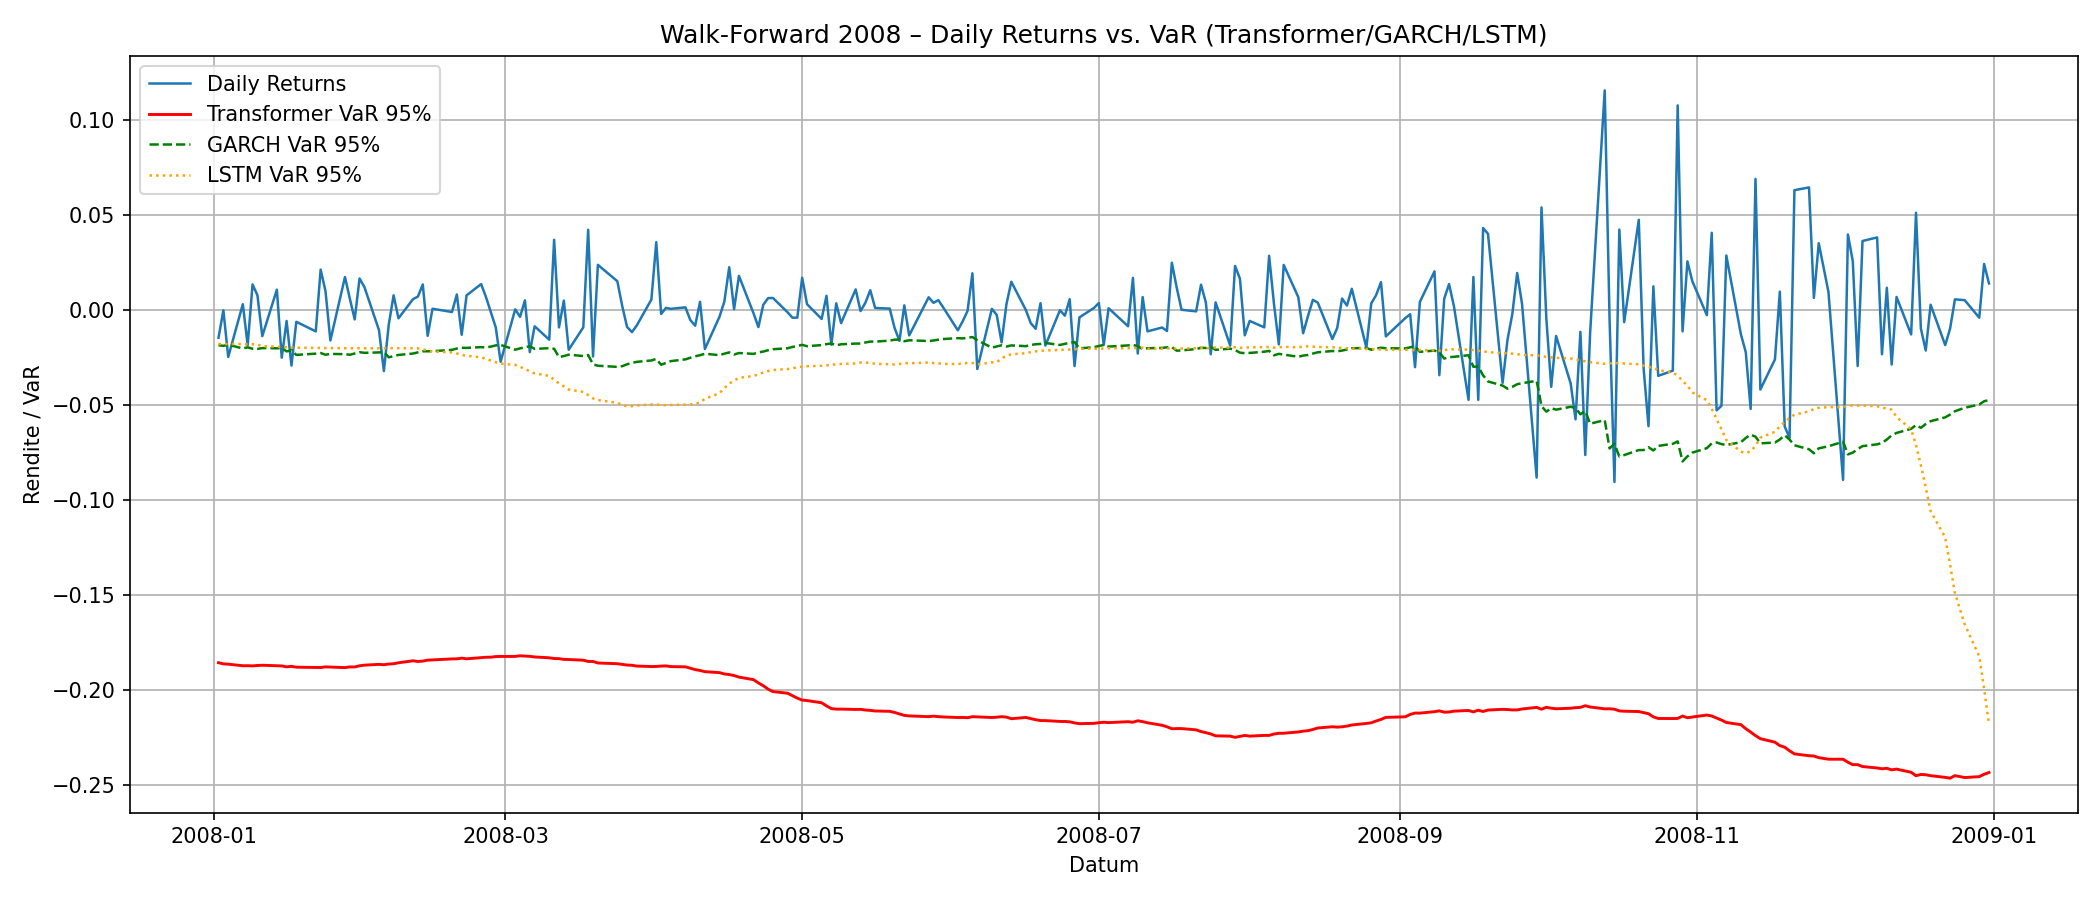 Walk-Forward 2008 – Daily Returns vs. VaR (Transformer/GARCH/LSTM)
Daily Returns
Transformer VaR 95%
GARCH VaR 95%
LSTM VaR 95%
Rendite / VaR
0.10
0.05
0.00
−0.05
−0.10
−0.15
−0.20
−0.25
2008-01 2008-03 2008-05 2008-07 2008-09 2008-11 2009-01
Datum